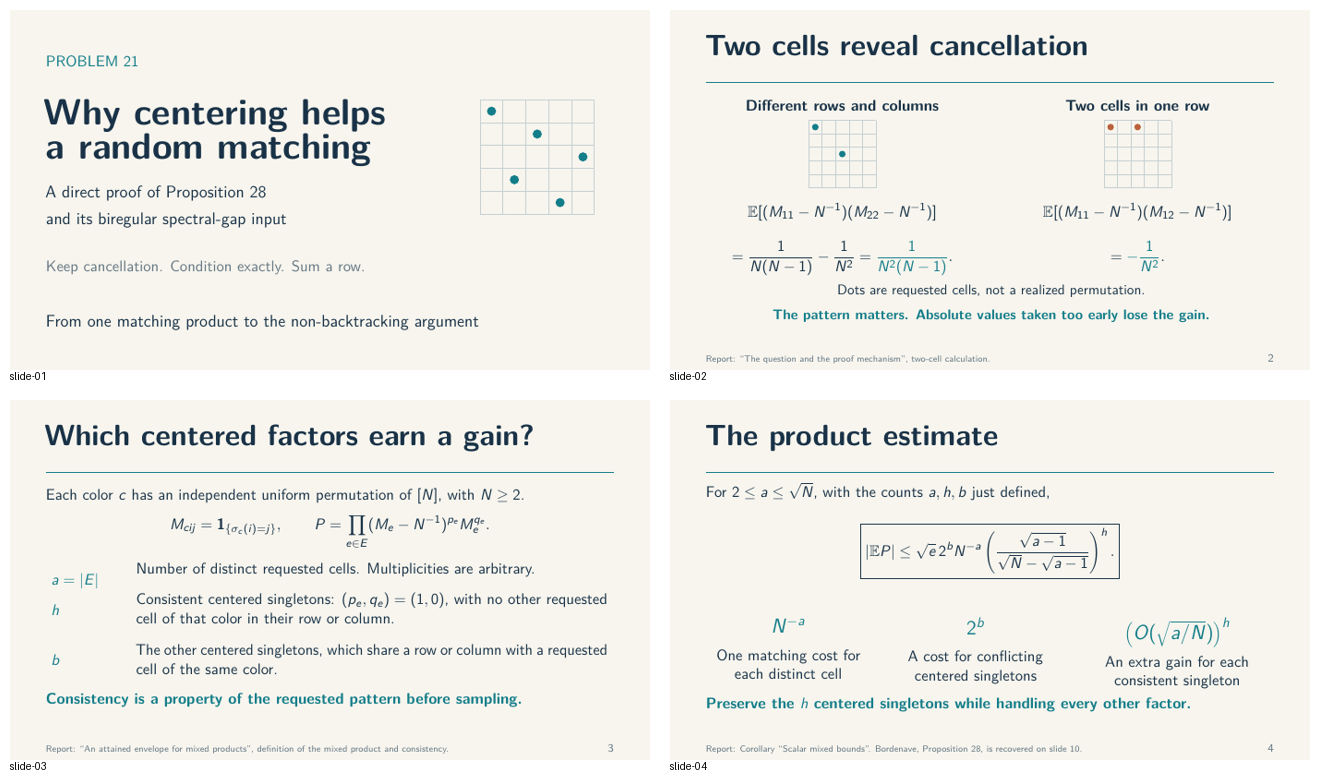 PROBLEM 21
Why centering helps
a random matching
A direct proof of Proposition 28
and its biregular spectral-gap input
Keep cancellation. Condition exactly. Sum a row.
From one matching product to the non-backtracking argument
slide-01
Two cells reveal cancellation
Different rows and columns
𝔼[(M₁₁ − N⁻¹)(M₂₂ − N⁻¹)]
= 1/(N(N − 1)) − 1/N² = 1/(N²(N − 1)).
Two cells in one row
𝔼[(M₁₁ − N⁻¹)(M₁₂ − N⁻¹)]
= −1/N².
Dots are requested cells, not a realized permutation.
The pattern matters. Absolute values taken too early lose the gain.
Report: “The question and the proof mechanism”, two-cell calculation.
2
slide-02
Which centered factors earn a gain?
Each color c has an independent uniform permutation of [N], with N ≥ 2.
M_{cij} = 1_{{σ_c(i)=j}}, P = ∏_{e∈E} (M_e − N⁻¹)^{p_e} M_e^{q_e}.
a = |E| Number of distinct requested cells. Multiplicities are arbitrary.
h Consistent centered singletons: (p_e, q_e) = (1, 0), with no other requested
cell of that color in their row or column.
b The other centered singletons, which share a row or column with a requested
cell of the same color.
Consistency is a property of the requested pattern before sampling.
Report: “An attained envelope for mixed products”, definition of the mixed product and consistency.
3
slide-03
The product estimate
For 2 ≤ a ≤ √N, with the counts a, h, b just defined,
|𝔼P| ≤ √e 2^b N^{−a} (√(a − 1) / (√N − √(a − 1)))^h.
N^{−a}
One matching cost for
each distinct cell
2^b
A cost for conflicting
centered singletons
(O(√(a/N)))^h
An extra gain for each
consistent singleton
Preserve the h centered singletons while handling every other factor.
Report: Corollary “Scalar mixed bounds”. Bordenave, Proposition 28, is recovered on slide 10.
4
slide-04